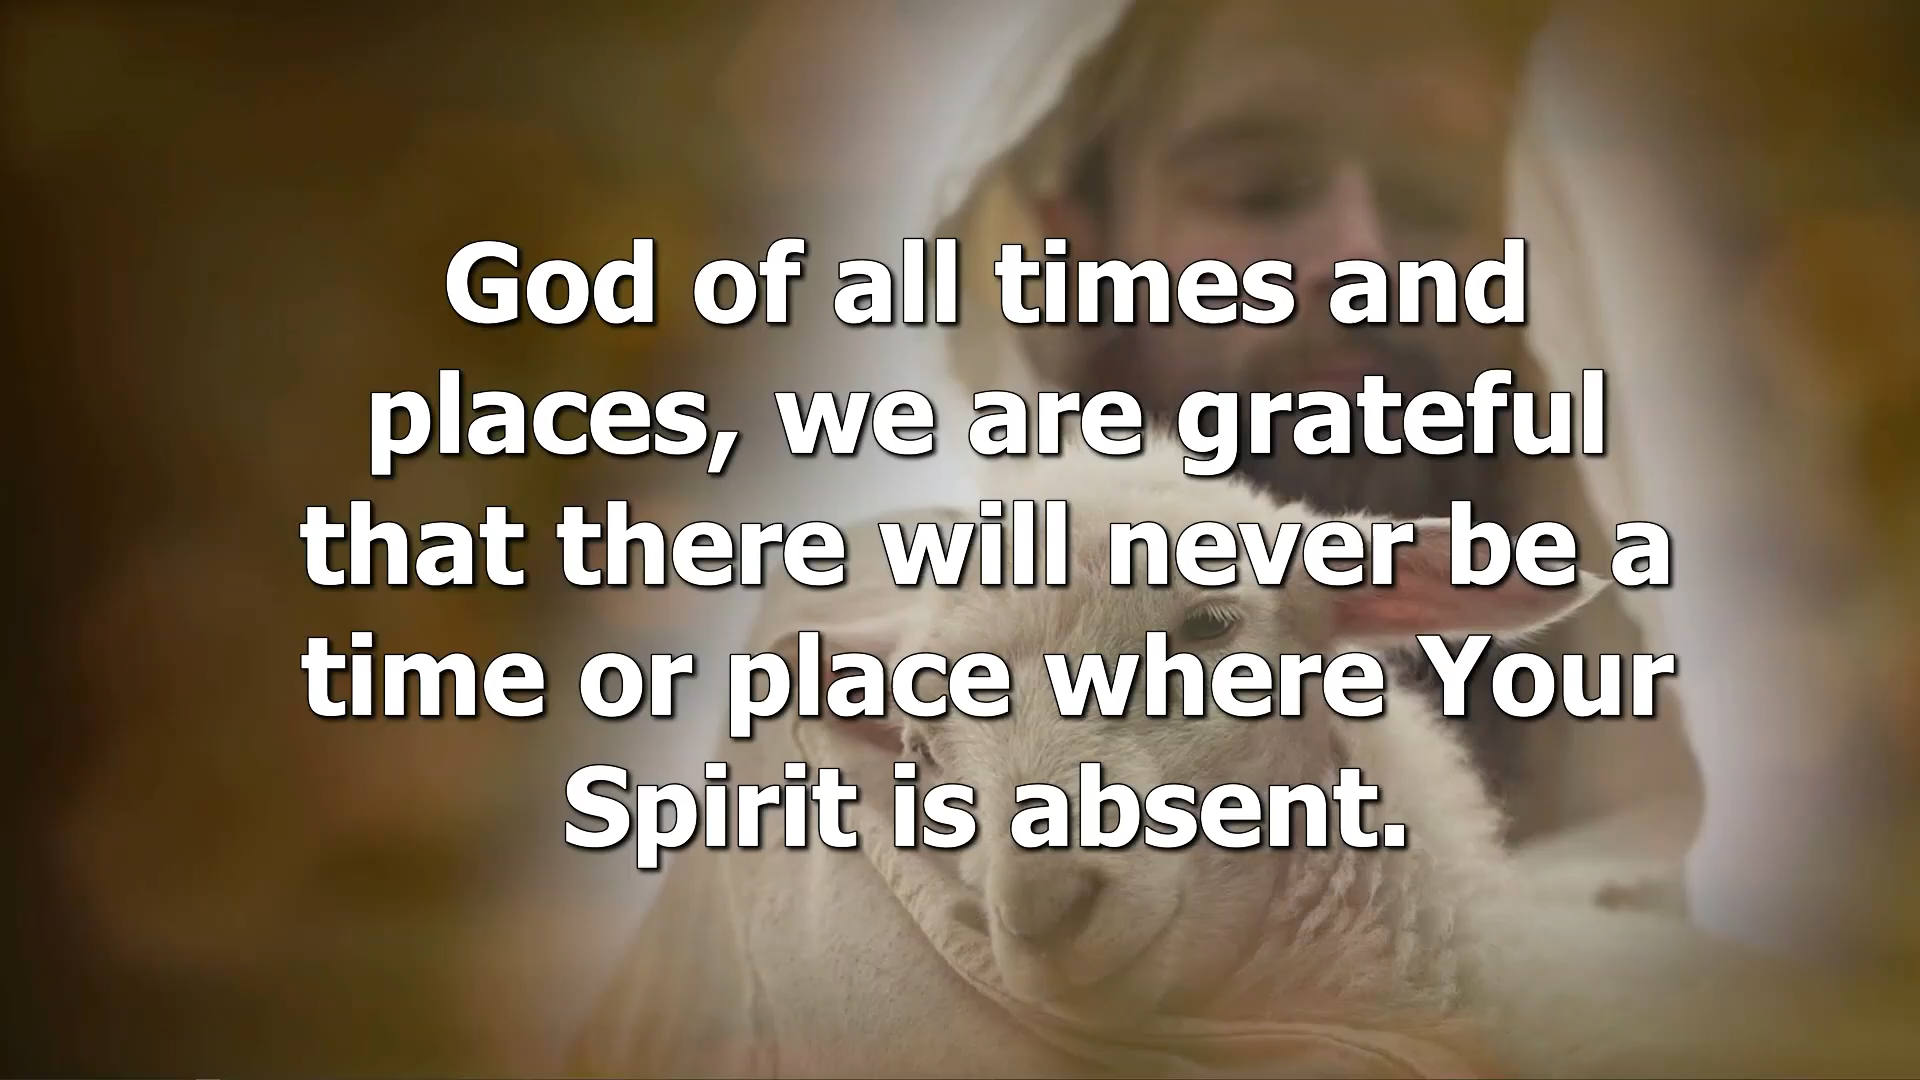 God of all times and
places, we are grateful
that there will never be a
time or place where Your
Spirit is absent.